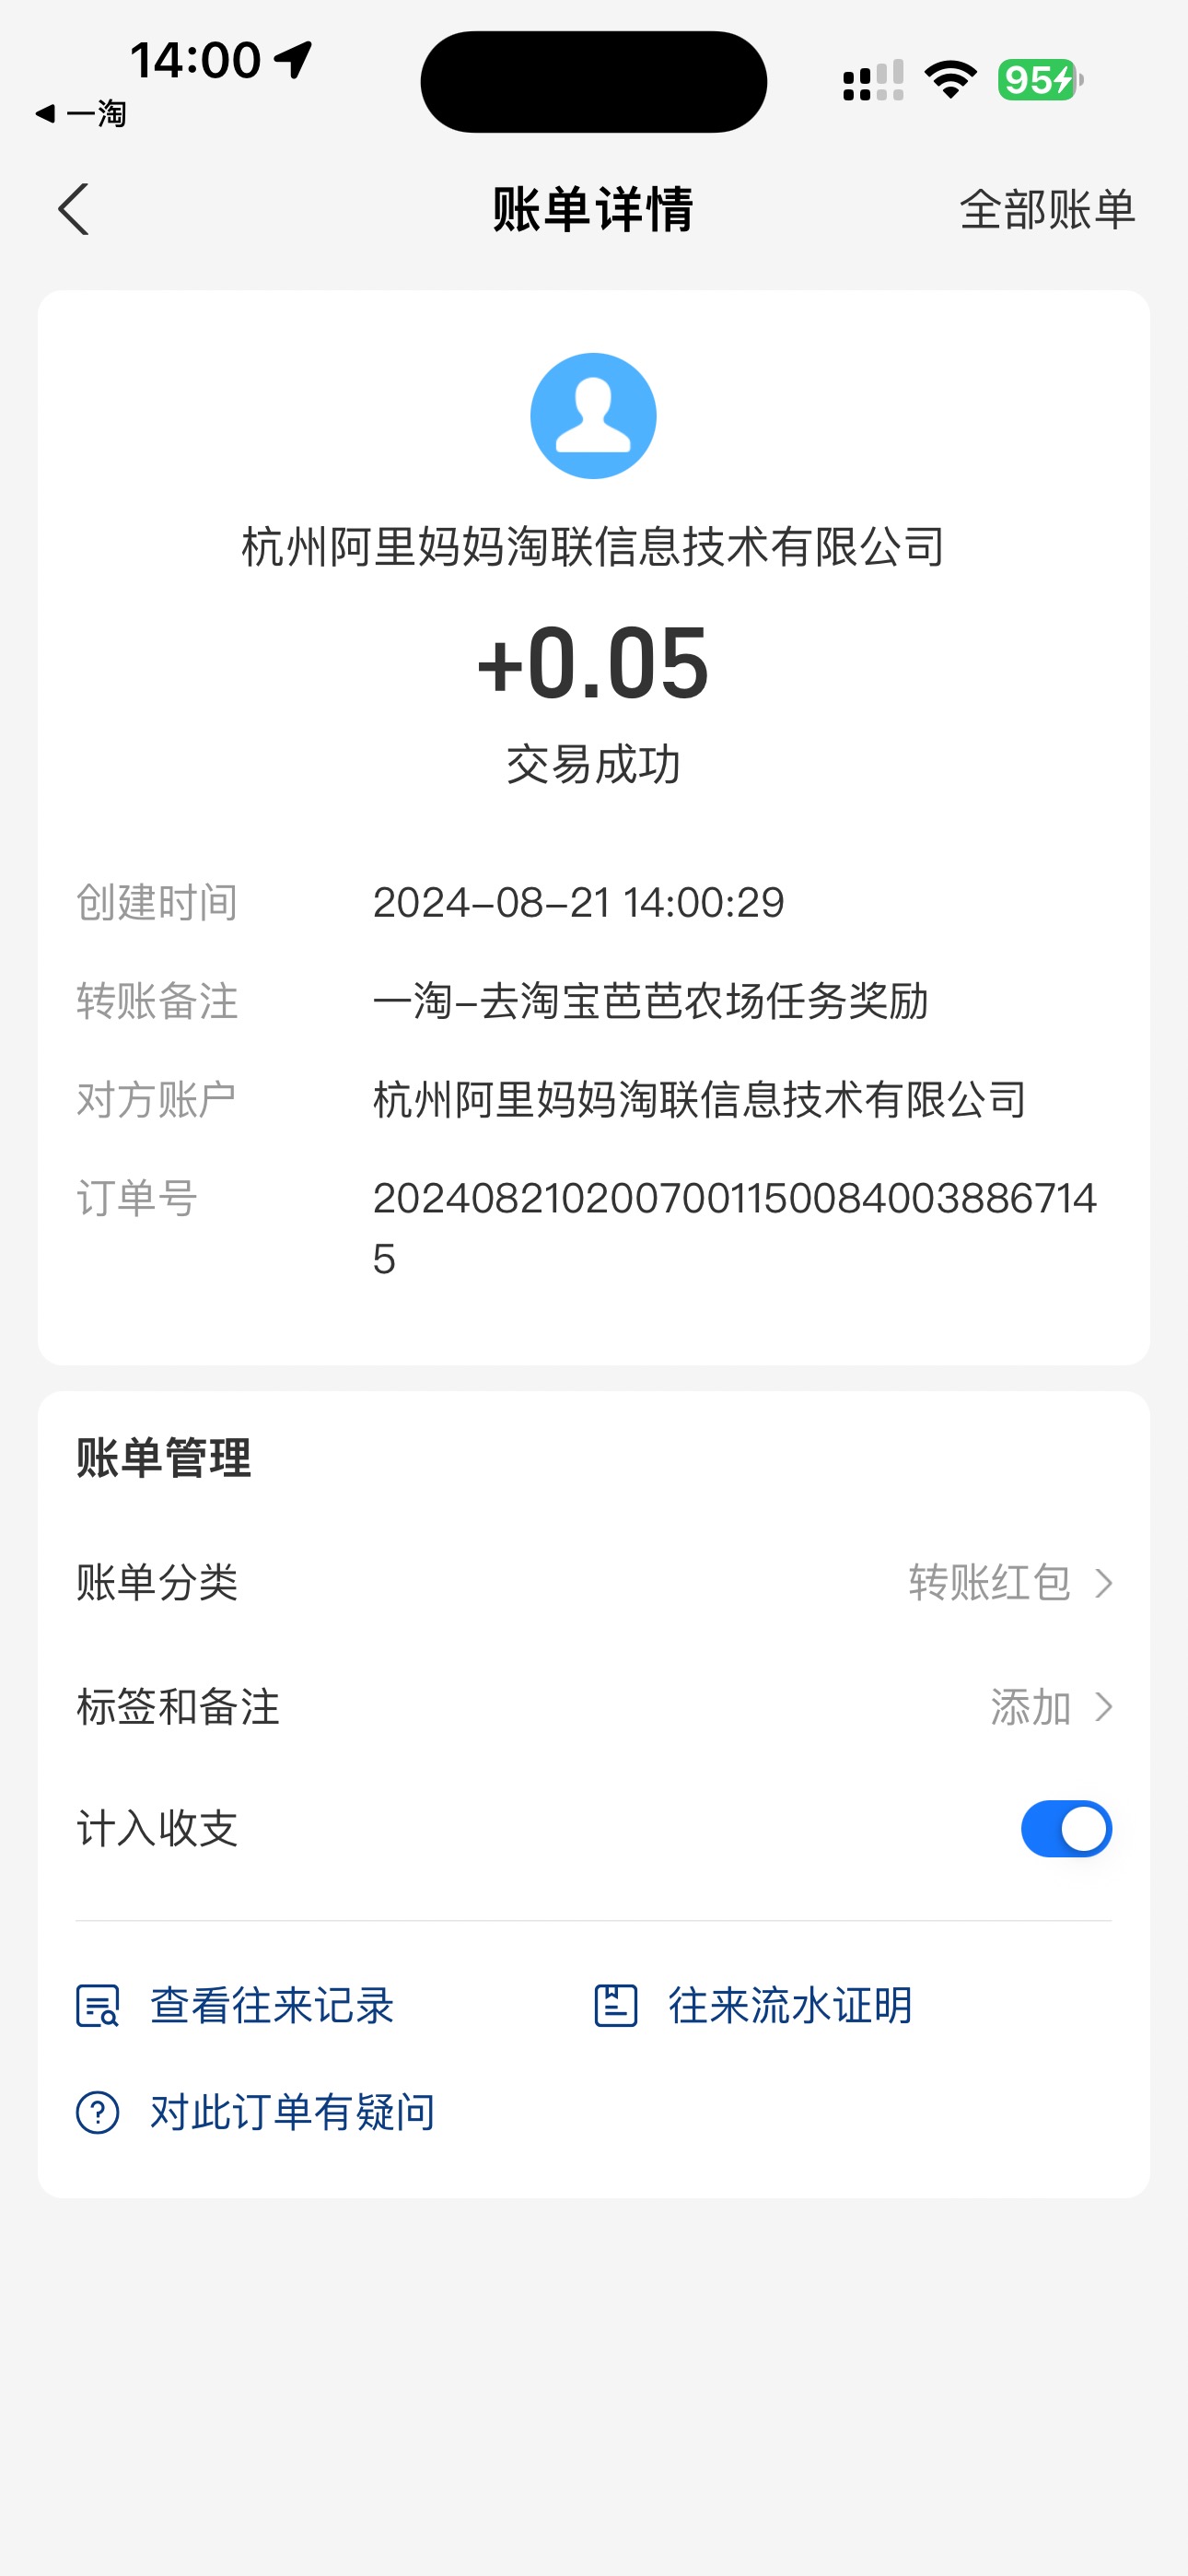 14:00
95
一淘
账单详情
全部账单
杭州阿里妈妈淘联信息技术有限公司
+0.05
交易成功
创建时间
2024-08-21 14:00:29
转账备注
一淘-去淘宝芭芭农场任务奖励
对方账户
杭州阿里妈妈淘联信息技术有限公司
订单号
2024082102007001150084003886714
5
账单管理
账单分类
转账红包
标签和备注
添加
计入收支
查看往来记录
往来流水证明
对此订单有疑问